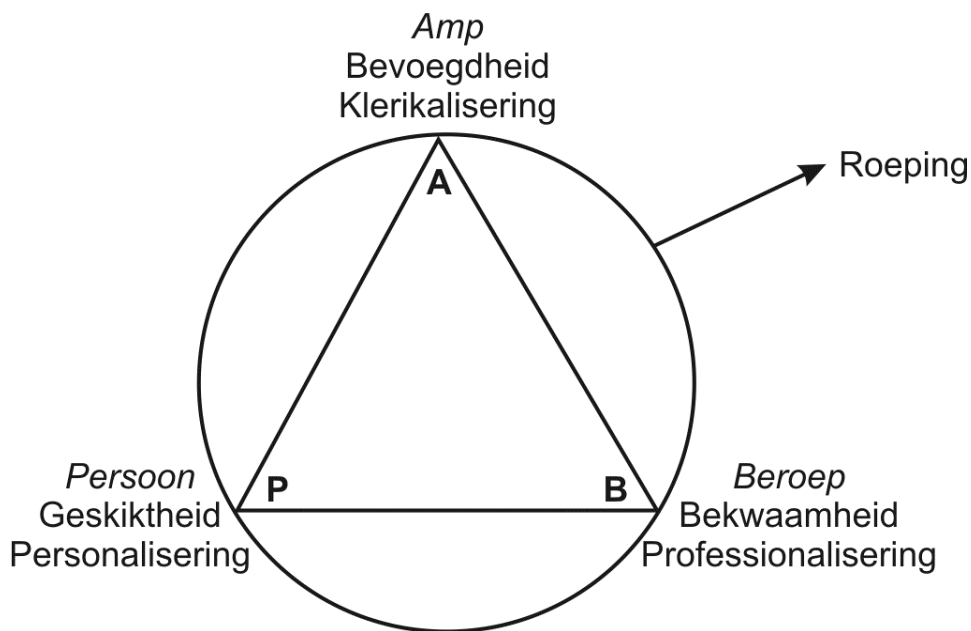 Amp
Bevoegdheid
Klerikalisering
A
Roeping
Persoon
Geskiktheid
Personalisering
P
B
Beroep
Bekwaamheid
Professionalisering